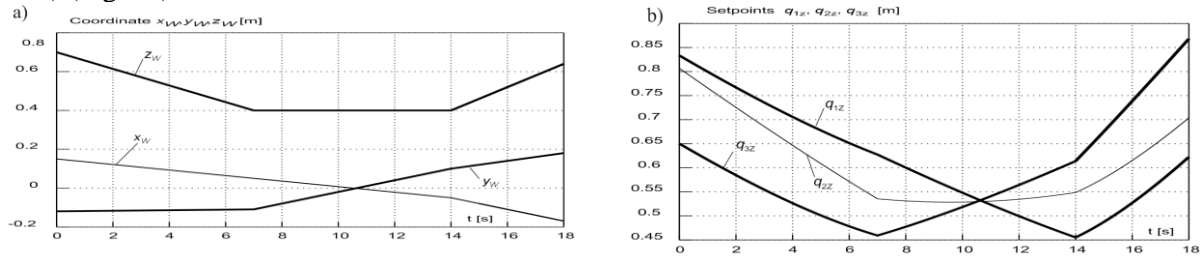 a)
Coordinate x_W, y_W, z_W [m]
0.8
0.6
0.4
0.2
0
-0.2
z_W
x_W
y_W
t [s]
0 2 4 6 8 10 12 14 16 18
b)
Setpoints q_1z, q_2z, q_3z [m]
0.85
0.8
0.75
0.7
0.65
0.6
0.55
0.5
0.45
q_1Z
q_3Z
q_2Z
t [s]
0 2 4 6 8 10 12 14 16 18